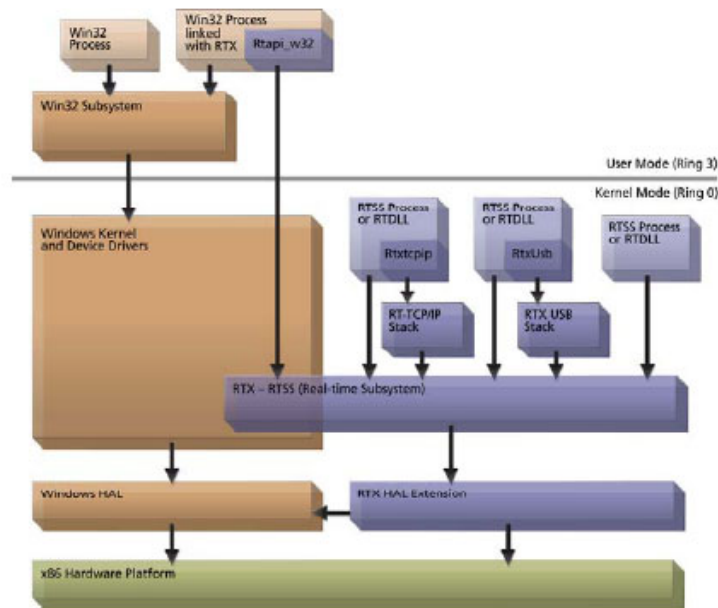 Win32
Process
Win32 Process
linked
with RTX
Rtapi_w32
Win32 Subsystem
User Mode (Ring 3)
Kernel Mode (Ring 0)
Windows Kernel
and Device Drivers
RTSS Process
or RTDLL
Rtxtcpip
RTSS Process
or RTDLL
RtxUsb
RTSS Process
or RTDLL
RT-TCP/IP
Stack
RTX USB
Stack
RTX – RTSS (Real-time Subsystem)
Windows HAL
RTX HAL Extension
x86 Hardware Platform